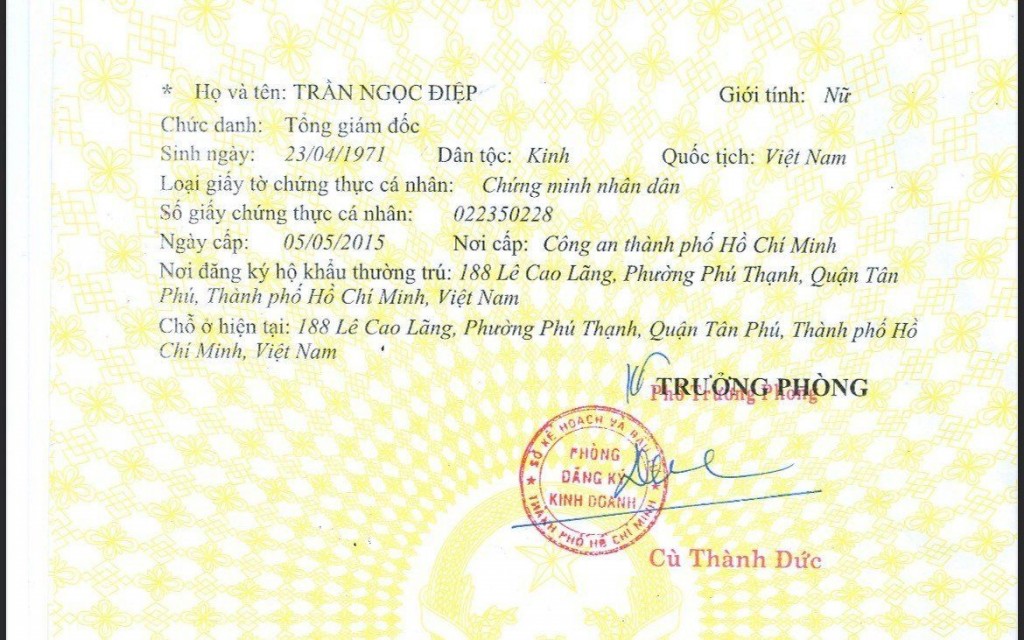 * Họ và tên: TRẦN NGỌC ĐIỆP Giới tính: Nữ
Chức danh: Tổng giám đốc
Sinh ngày: 23/04/1971 Dân tộc: Kinh Quốc tịch: Việt Nam
Loại giấy tờ chứng thực cá nhân: Chứng minh nhân dân
Số giấy chứng thực cá nhân: 022350228
Ngày cấp: 05/05/2015 Nơi cấp: Công an thành phố Hồ Chí Minh
Nơi đăng ký hộ khẩu thường trú: 188 Lê Cao Lãng, Phường Phú Thạnh, Quận Tân
Phú, Thành phố Hồ Chí Minh, Việt Nam
Chỗ ở hiện tại: 188 Lê Cao Lãng, Phường Phú Thạnh, Quận Tân Phú, Thành phố Hồ
Chí Minh, Việt Nam
TRƯỞNG PHÒNG
Phó Trưởng Phòng
SỞ KẾ HOẠCH VÀ
PHÒNG
ĐĂNG KÝ
KINH DOANH
THÀNH PHỐ HỒ CHÍ MINH
Cù Thành Đức